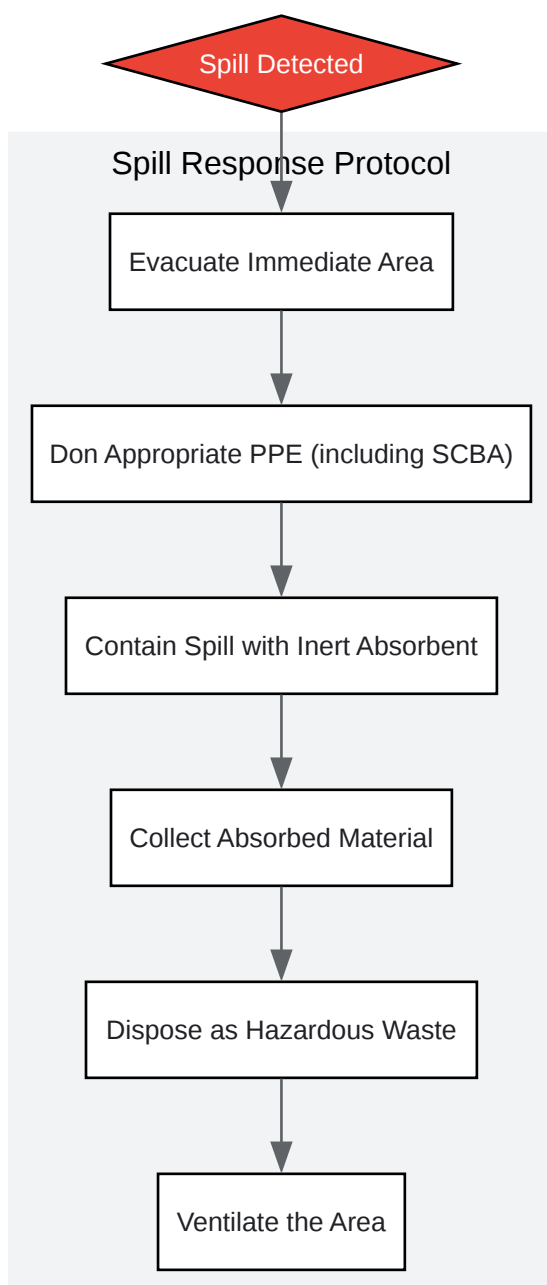 Spill Detected
Spill Response Protocol
Evacuate Immediate Area
Don Appropriate PPE (including SCBA)
Contain Spill with Inert Absorbent
Collect Absorbed Material
Dispose as Hazardous Waste
Ventilate the Area